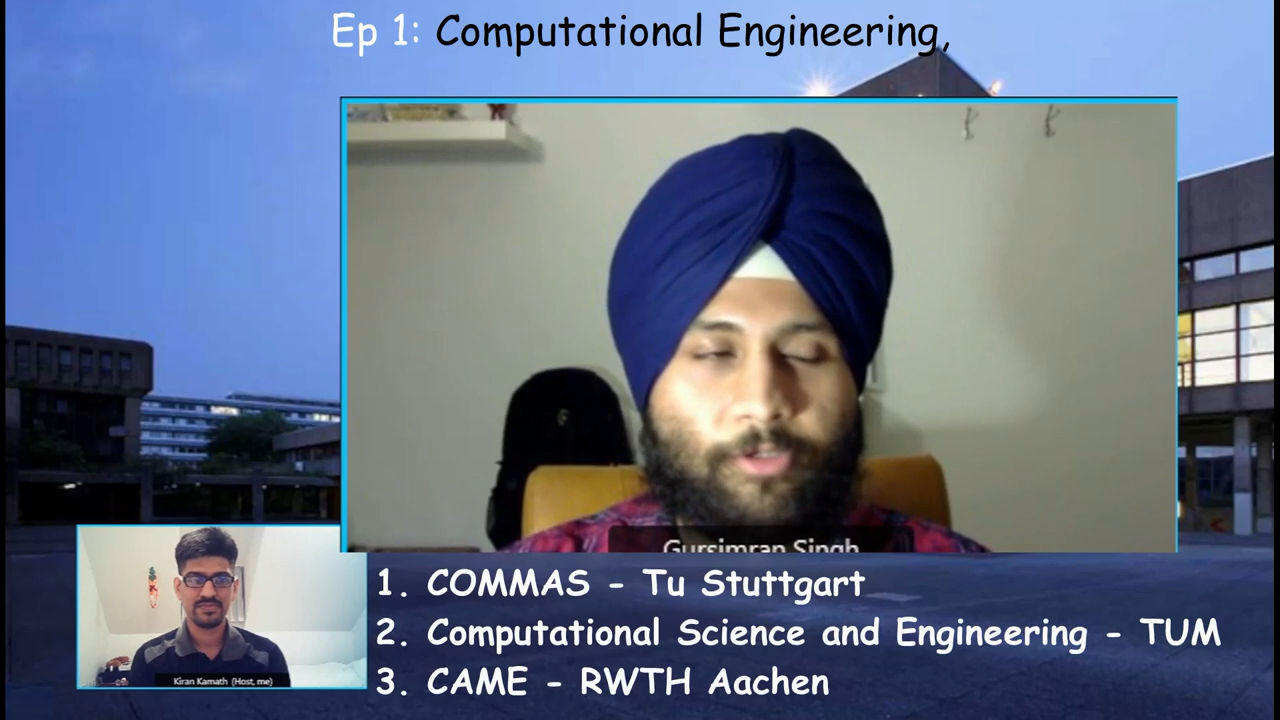 Ep 1: Computational Engineering,
Gursimran Singh
1. COMMAS - Tu Stuttgart
2. Computational Science and Engineering - TUM
3. CAME - RWTH Aachen
Kiran Kamath (Host, me)